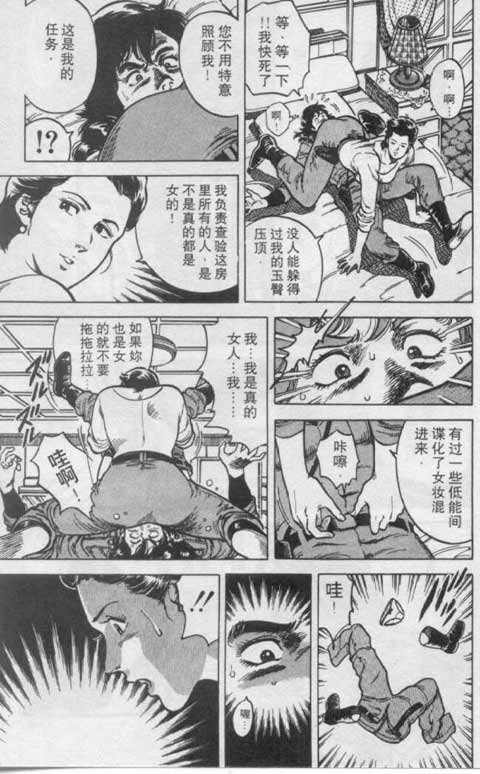 等．等一下
!!我快死了
啊．啊…
啊！
没人能躲得
过我的玉臀
压顶．
您不用特意
照顾我！
这是我的
任务．
!?
我负责查验这房
里所有的人．是
不是真的都是
女的！
有过一些低能间
谍化了女妆混
进来．
咔嚓．
我…我是真的
女人…我……
如果妳
也是女
的就不要
拖拖拉拉…
哇啊！
哇！
喔…
!!